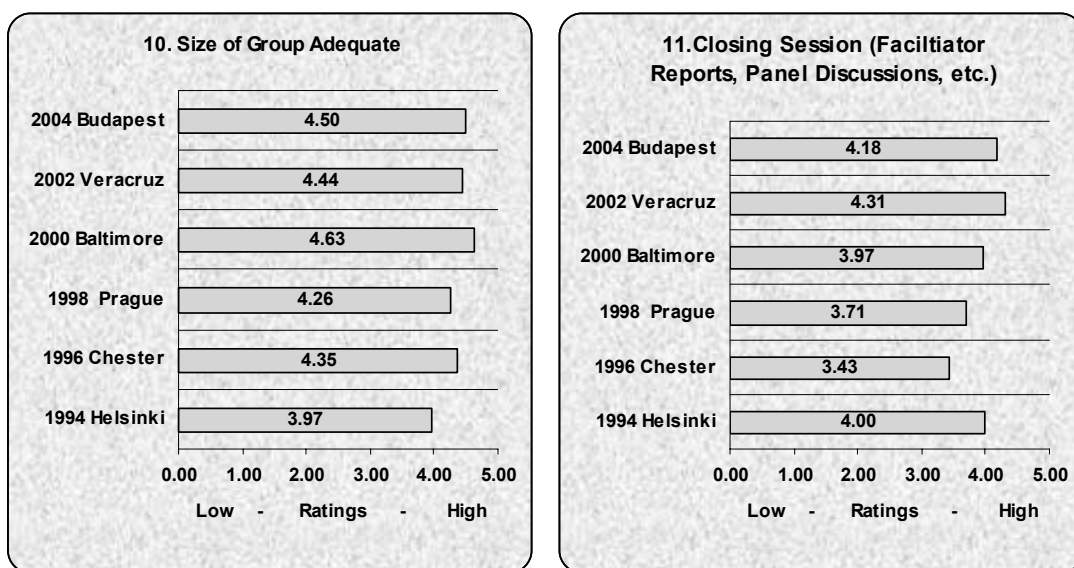 10. Size of Group Adequate
2004 Budapest 4.50
2002 Veracruz 4.44
2000 Baltimore 4.63
1998 Prague 4.26
1996 Chester 4.35
1994 Helsinki 3.97
0.00 1.00 2.00 3.00 4.00 5.00
Low - Ratings - High
11.Closing Session (Faciltiator
Reports, Panel Discussions, etc.)
2004 Budapest 4.18
2002 Veracruz 4.31
2000 Baltimore 3.97
1998 Prague 3.71
1996 Chester 3.43
1994 Helsinki 4.00
0.00 1.00 2.00 3.00 4.00 5.00
Low - Ratings - High